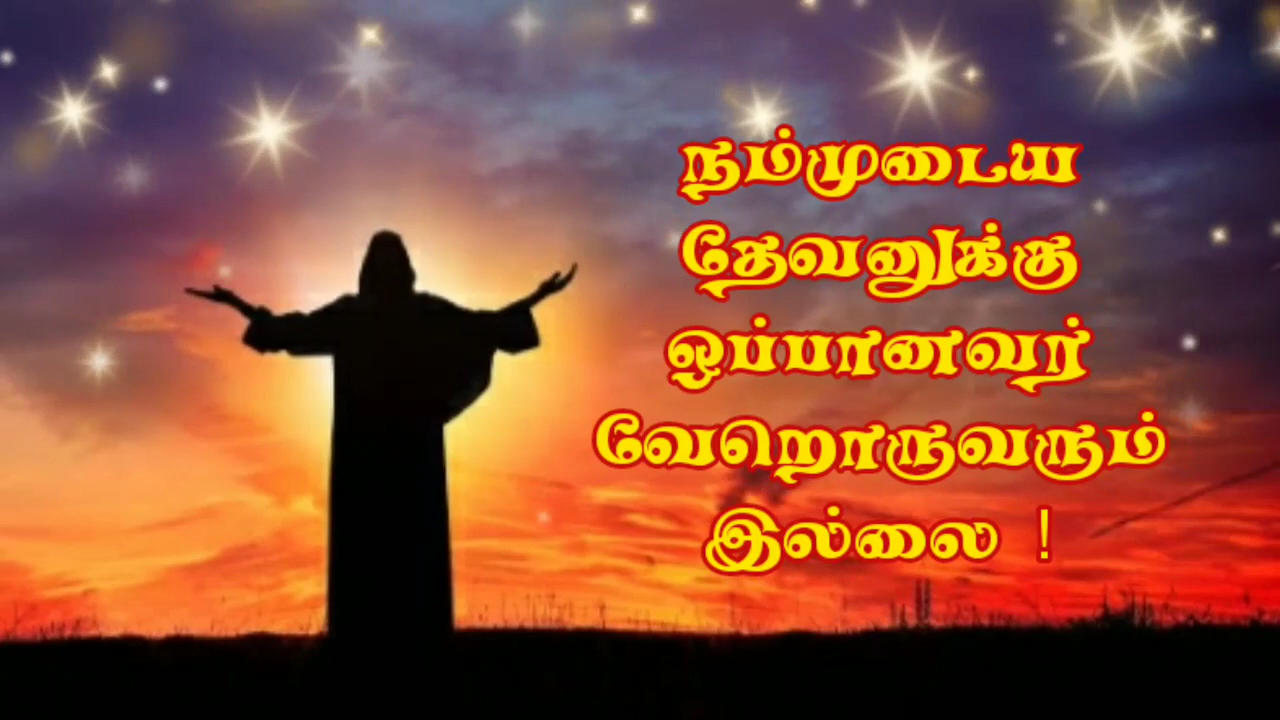 நம்முடைய
தேவனுக்கு
ஒப்பானவர்
வேறொருவரும்
இல்லை !